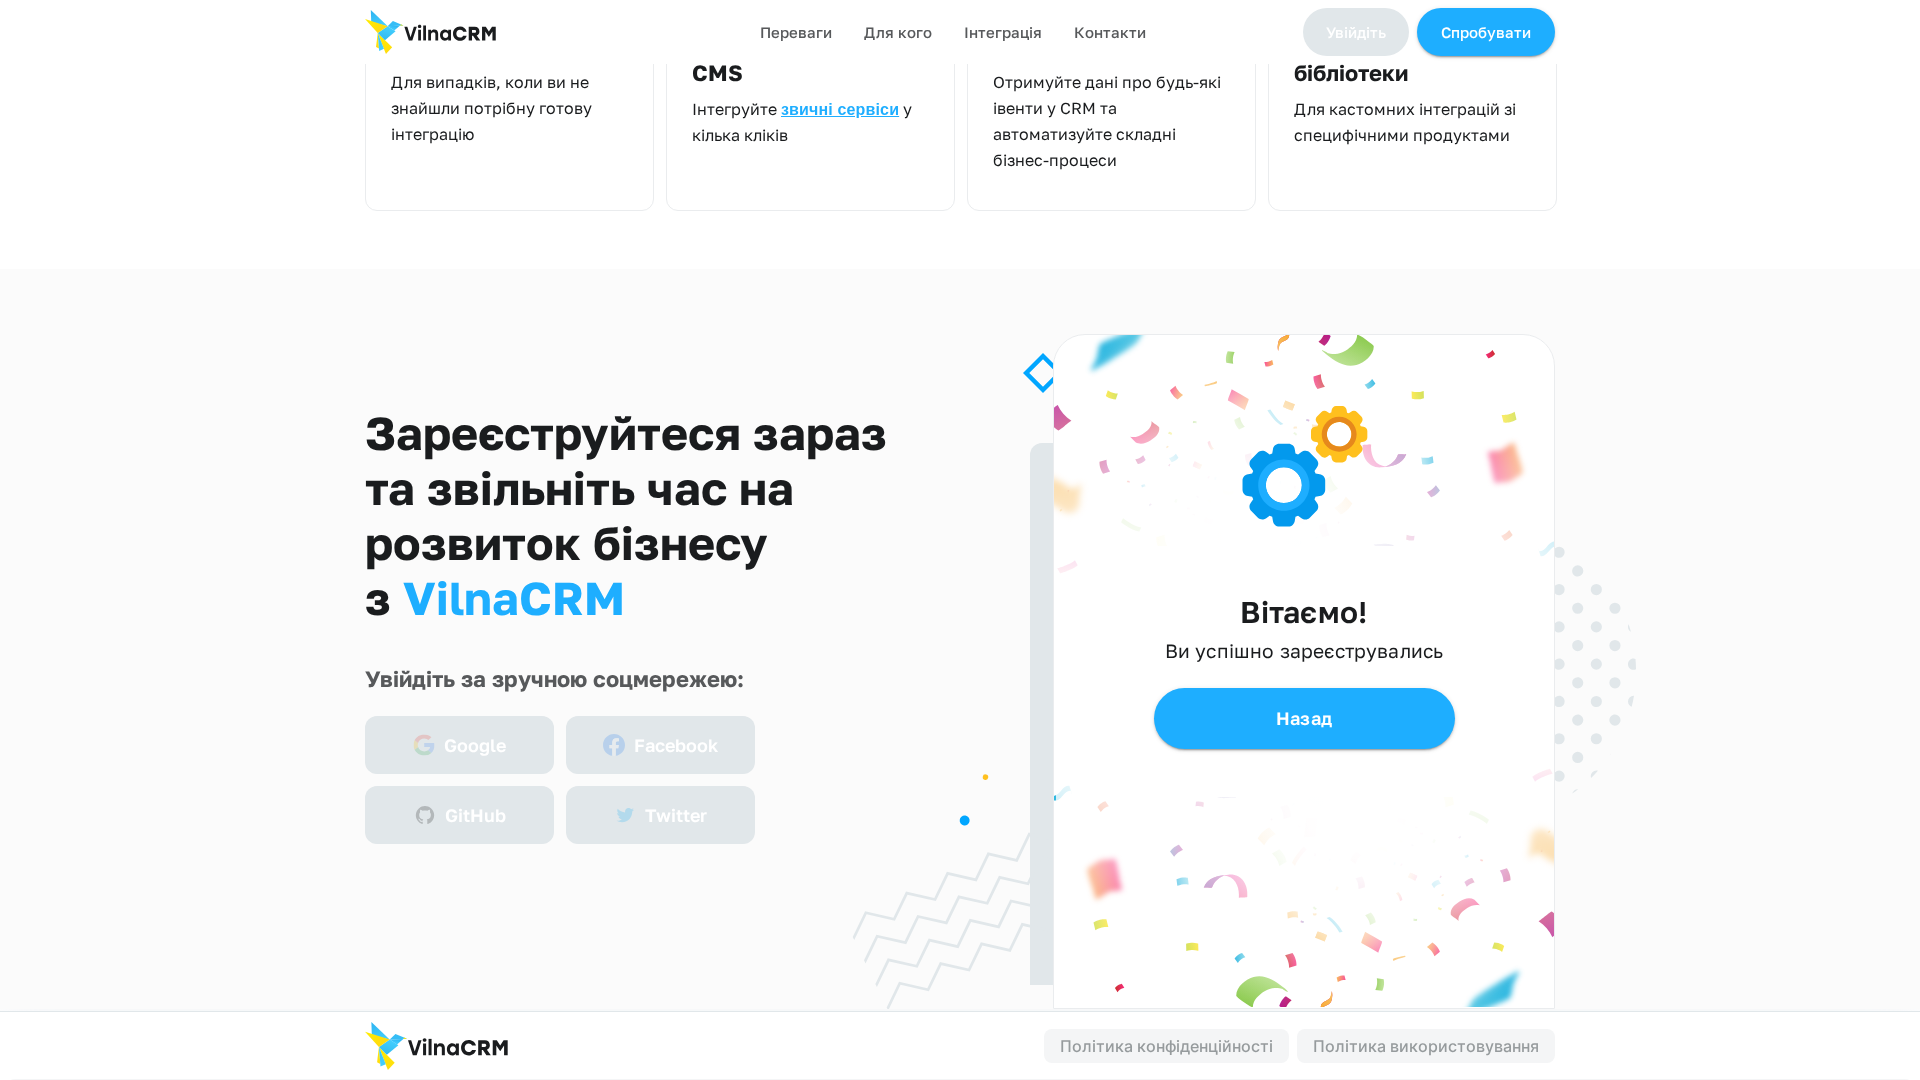 VilnaCRM
Переваги
Для кого
Інтеграція
Контакти
Увійдіть
Спробувати
Для випадків, коли ви не
знайшли потрібну готову
інтеграцію
CMS
Інтегруйте звичні сервіси у
кілька кліків
Отримуйте дані про будь-які
івенти у CRM та
автоматизуйте складні
бізнес-процеси
бібліотеки
Для кастомних інтеграцій зі
специфічними продуктами
Зареєструйтеся зараз
та звільніть час на
розвиток бізнесу
з VilnaCRM
Увійдіть за зручною соцмережею:
Google
Facebook
GitHub
Twitter
Вітаємо!
Ви успішно зареєструвались
Назад
VilnaCRM
Політика конфіденційності
Політика використовування